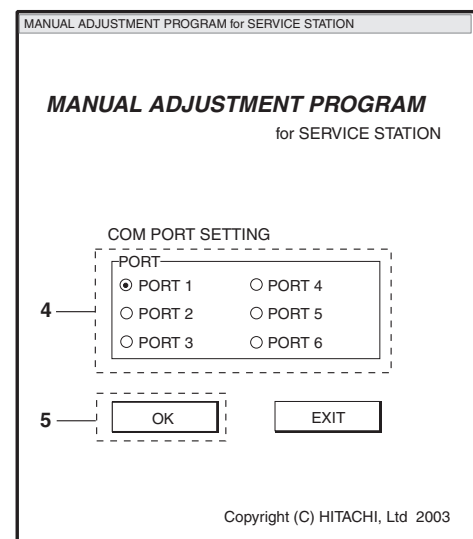 MANUAL ADJUSTMENT PROGRAM for SERVICE STATION
MANUAL ADJUSTMENT PROGRAM
for SERVICE STATION
COM PORT SETTING
PORT
PORT 1 PORT 4
4 PORT 2 PORT 5
PORT 3 PORT 6
5 OK EXIT
Copyright (C) HITACHI, Ltd 2003